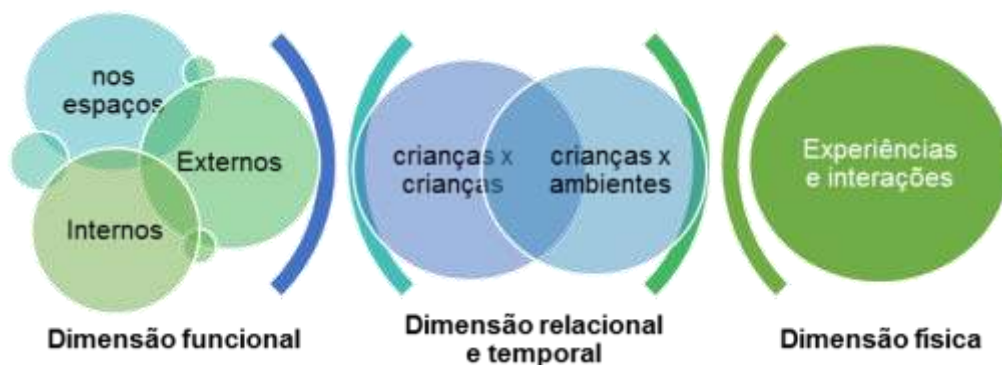 nos
espaços
Externos
Internos
crianças x
crianças
crianças x
ambientes
Experiências
e interações
Dimensão funcional
Dimensão relacional
e temporal
Dimensão física